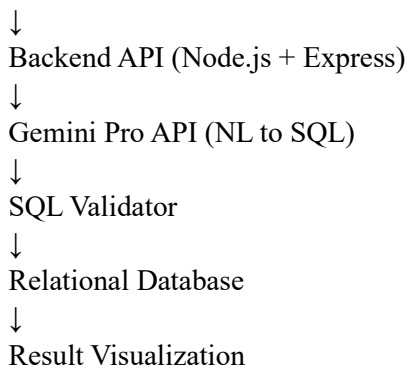 ↓
Backend API (Node.js + Express)
↓
Gemini Pro API (NL to SQL)
↓
SQL Validator
↓
Relational Database
↓
Result Visualization